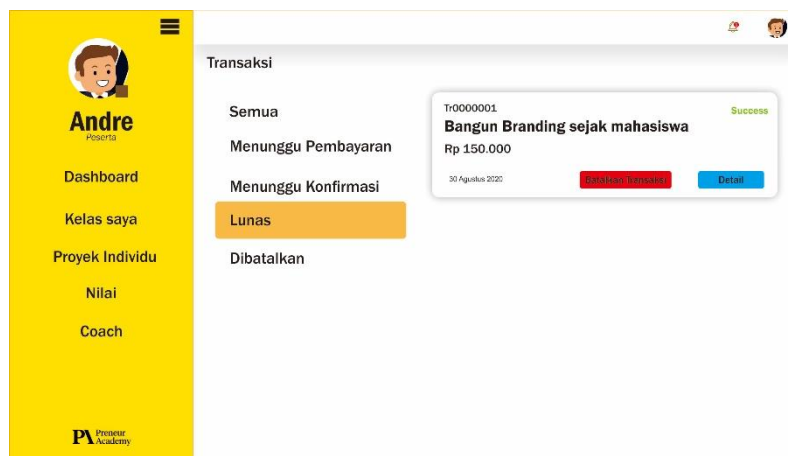 Andre
Peserta
Dashboard
Kelas saya
Proyek Individu
Nilai
Coach
PA Preneur
Academy
Transaksi
Semua
Menunggu Pembayaran
Menunggu Konfirmasi
Lunas
Dibatalkan
Tr0000001
Success
Bangun Branding sejak mahasiswa
Rp 150.000
30 Agustus 2020
Batalkan Transaksi
Detail